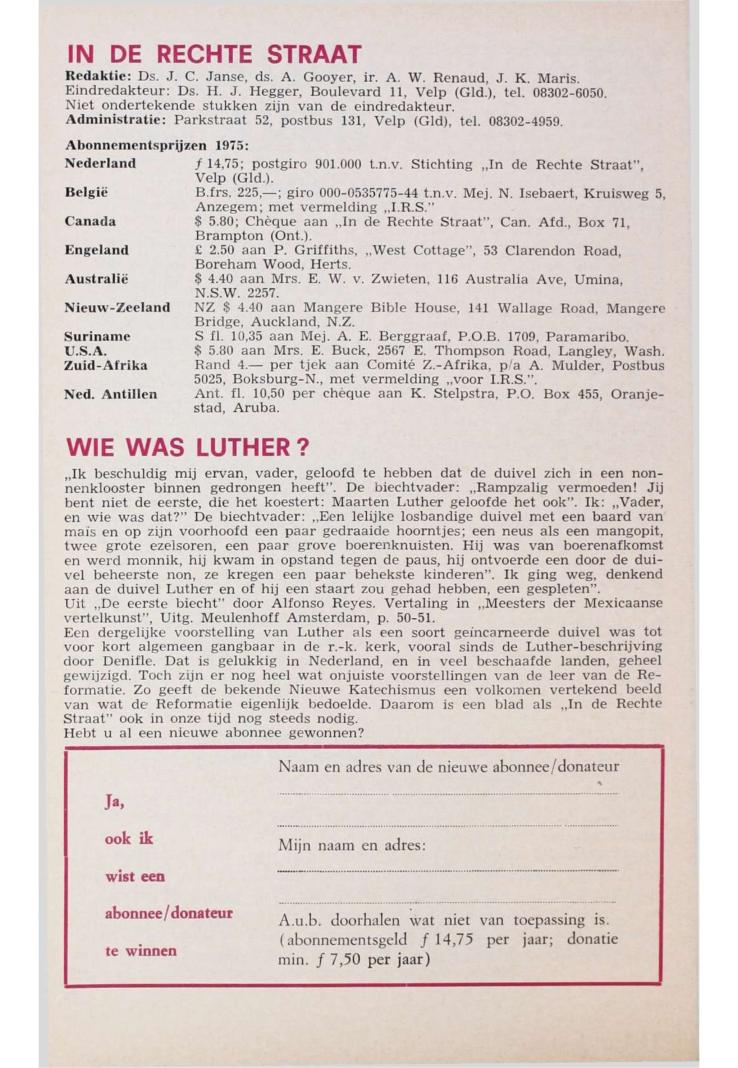 IN DE RECHTE STRAAT
Redaktie: Ds. J. C. Janse, ds. A. Gooyer, ir. A. W. Renaud, J. K. Maris.
Eindredakteur: Ds. H. J. Hegger, Boulevard 11, Velp (Gld.), tel. 08302-6050.
Niet ondertekende stukken zijn van de eindredakteur.
Administratie: Parkstraat 52, postbus 131, Velp (Gld), tel. 08302-4959.
Abonnementsprijzen 1975:
Nederland ƒ 14,75; postgiro 901.000 t.n.v. Stichting „In de Rechte Straat",
Velp (Gld.).
België B.frs. 225,—; giro 000-0535775-44 t.n.v. Mej. N. Isebaert, Kruisweg 5,
Anzegem; met vermelding „I.R.S."
Canada $ 5.80; Chèque aan „In de Rechte Straat", Can. Afd., Box 71,
Brampton (Ont.).
Engeland £ 2.50 aan P. Griffiths, „West Cottage", 53 Clarendon Road,
Boreham Wood, Herts.
Australië $ 4.40 aan Mrs. E. W. v. Zwieten, 116 Australia Ave, Umina,
N.S.W. 2257.
Nieuw-Zeeland NZ $ 4.40 aan Mangere Bible House, 141 Wallage Road, Mangere
Bridge, Auckland, N.Z.
Suriname S fl. 10,35 aan Mej. A. E. Berggraaf, P.O.B. 1709, Paramaribo.
U.S.A. $ 5.80 aan Mrs. E. Buck, 2567 E. Thompson Road, Langley, Wash.
Zuid-Afrika Rand 4.— per tjek aan Comité Z.-Afrika, p/a A. Mulder, Postbus
5025, Boksburg-N., met vermelding „voor I.R.S.".
Ned. Antillen Ant. fl. 10,50 per chèque aan K. Stelpstra, P.O. Box 455, Oranje-
stad, Aruba.
WIE WAS LUTHER?
„Ik beschuldig mij ervan, vader, geloofd te hebben dat de duivel zich in een non-
nenklooster binnen gedrongen heeft". De biechtvader: „Rampzalig vermoeden! Jij
bent niet de eerste, die het koestert: Maarten Luther geloofde het ook". Ik: „Vader,
en wie was dat?" De biechtvader: „Een lelijke losbandige duivel met een baard van
maïs en op zijn voorhoofd een paar gedraaide hoorntjes; een neus als een mangopit,
twee grote ezelsoren, een paar grove boerenknuisten. Hij was van boerenafkomst
en werd monnik, hij kwam in opstand tegen de paus, hij ontvoerde een door de dui-
vel beheerste non, ze kregen een paar behekste kinderen". Ik ging weg, denkend
aan de duivel Luther en of hij een staart zou gehad hebben, een gespleten".
Uit „De eerste biecht" door Alfonso Reyes. Vertaling in „Meesters der Mexicaanse
vertelkunst", Uitg. Meulenhoff Amsterdam, p. 50-51.
Een dergelijke voorstelling van Luther als een soort geïncarneerde duivel was tot
voor kort algemeen gangbaar in de r.-k. kerk, vooral sinds de Luther-beschrijving
door Denifle. Dat is gelukkig in Nederland, en in veel beschaafde landen, geheel
gewijzigd. Toch zijn er nog heel wat onjuiste voorstellingen van de leer van de Re-
formatie. Zo geeft de bekende Nieuwe Katechismus een volkomen vertekend beeld
van wat de Reformatie eigenlijk bedoelde. Daarom is een blad als „In de Rechte
Straat" ook in onze tijd nog steeds nodig.
Hebt u al een nieuwe abonnee gewonnen?
Ja,
ook ik
wist een
abonnee/donateur
te winnen
Naam en adres van de nieuwe abonnee/donateur
Mijn naam en adres:
A.u.b. doorhalen wat niet van toepassing is.
(abonnementsgeld ƒ 14,75 per jaar; donatie
min. ƒ 7,50 per jaar)